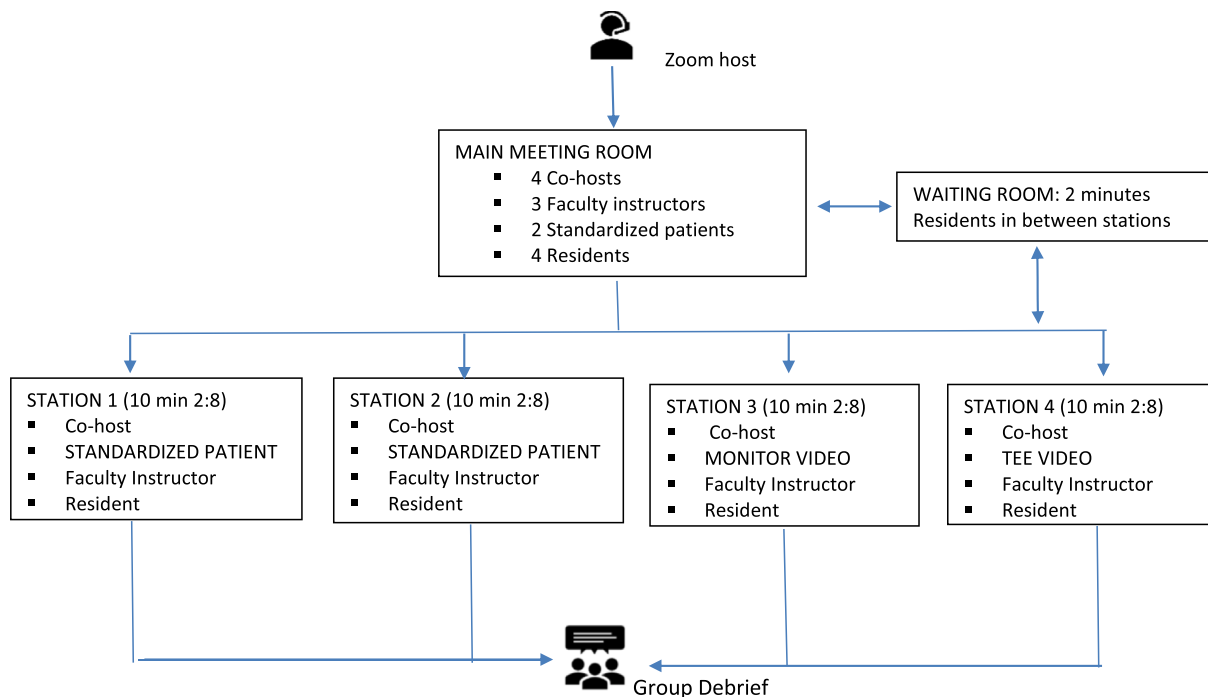 Zoom host
MAIN MEETING ROOM
▪ 4 Co-hosts
▪ 3 Faculty instructors
▪ 2 Standardized patients
▪ 4 Residents
WAITING ROOM: 2 minutes
Residents in between stations
STATION 1 (10 min 2:8)
▪ Co-host
▪ STANDARDIZED PATIENT
▪ Faculty Instructor
▪ Resident
STATION 2 (10 min 2:8)
▪ Co-host
▪ STANDARDIZED PATIENT
▪ Faculty Instructor
▪ Resident
STATION 3 (10 min 2:8)
▪ Co-host
▪ MONITOR VIDEO
▪ Faculty Instructor
▪ Resident
STATION 4 (10 min 2:8)
▪ Co-host
▪ TEE VIDEO
▪ Faculty Instructor
▪ Resident
Group Debrief